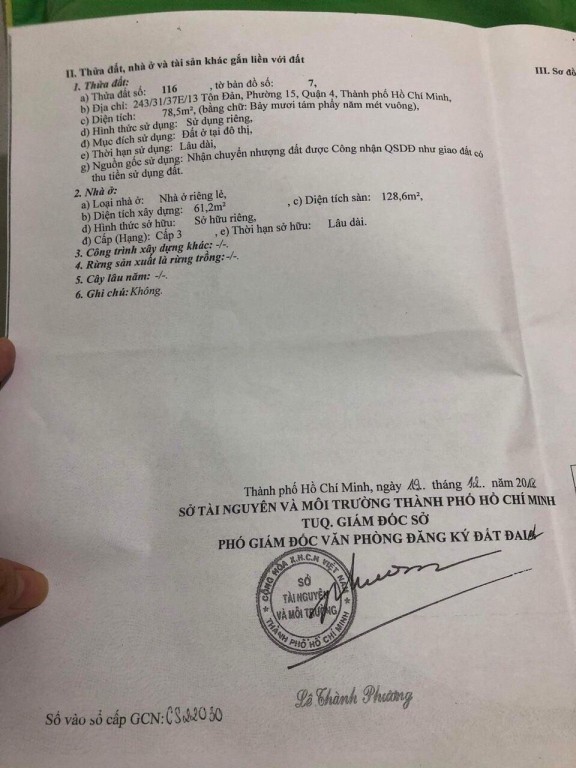 II. Thửa đất, nhà ở và tài sản khác gắn liền với đất
III. Sơ đồ
1. Thửa đất:
a) Thửa đất số: 116 , tờ bản đồ số: 7,
b) Địa chỉ: 243/31/37E/13 Tôn Đản, Phường 15, Quận 4, Thành phố Hồ Chí Minh,
c) Diện tích: 78,5m², (bằng chữ: Bảy mươi tám phẩy năm mét vuông),
d) Hình thức sử dụng: Sử dụng riêng,
đ) Mục đích sử dụng: Đất ở tại đô thị,
e) Thời hạn sử dụng: Lâu dài,
g) Nguồn gốc sử dụng: Nhận chuyển nhượng đất được Công nhận QSDĐ như giao đất có
thu tiền sử dụng đất.
2. Nhà ở:
a) Loại nhà ở: Nhà ở riêng lẻ,
b) Diện tích xây dựng: 61,2m² , c) Diện tích sàn: 128,6m²,
d) Hình thức sở hữu: Sở hữu riêng,
đ) Cấp (Hạng): Cấp 3 , e) Thời hạn sở hữu: Lâu dài.
3. Công trình xây dựng khác: -/-.
4. Rừng sản xuất là rừng trồng:-/-.
5. Cây lâu năm: -/-.
6. Ghi chú: Không.
Thành phố Hồ Chí Minh, ngày 19.. tháng 12.. năm 20
SỞ TÀI NGUYÊN VÀ MÔI TRƯỜNG THÀNH PHỐ HỒ CHÍ MINH
TUQ. GIÁM ĐỐC SỞ
PHÓ GIÁM ĐỐC VĂN PHÒNG ĐĂNG KÝ ĐẤT ĐAI
CỘNG HÒA X.H.C.N VIỆT NAM
SỞ
TÀI NGUYÊN
VÀ MÔI TRƯỜNG
THÀNH PHỐ HỒ CHÍ MINH
Lê Thành Phương
Số vào sổ cấp GCN: CS